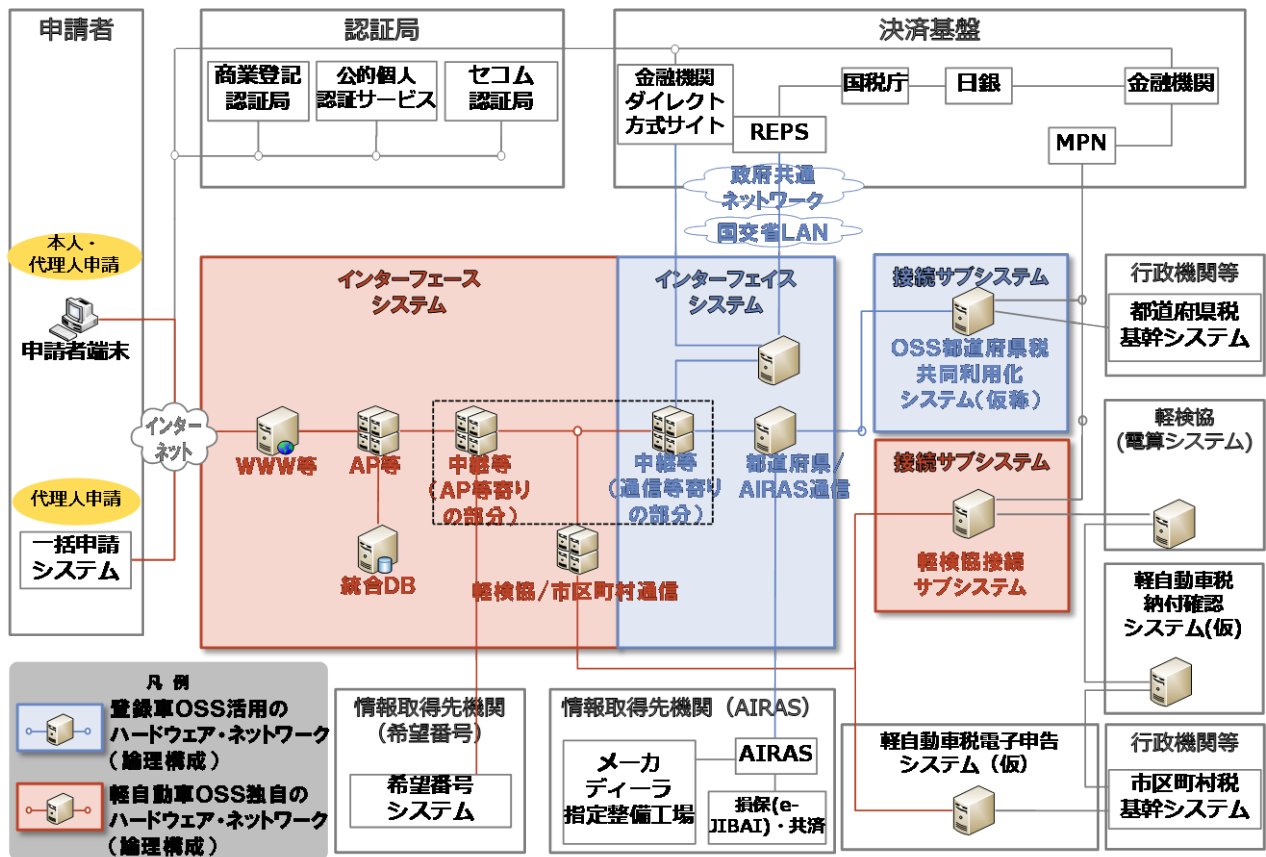 申請者
認証局
決済基盤
商業登記
認証局
公的個人
認証サービス
セコム
認証局
金融機関
ダイレクト
方式サイト
REPS
国税庁
日銀
金融機関
MPN
政府共通
ネットワーク
国交省LAN
本人・
代理人申請
申請者端末
インター
ネット
代理人申請
一括申請
システム
インターフェース
システム
WWW等
AP等
中継等
(AP等寄り
の部分)
統合DB
軽検協/市区町村通信
インターフェイス
システム
中継等
(通信等寄り
の部分)
都道府県/
AIRAS通信
接続サブシステム
OSS都道府県税
共同利用化
システム(仮称)
接続サブシステム
軽検協接続
サブシステム
行政機関等
都道府県税
基幹システム
軽検協
(電算システム)
軽自動車税
納付確認
システム(仮)
行政機関等
市区町村税
基幹システム
凡 例
登録車OSS活用の
ハードウェア・ネットワーク
(論理構成)
軽自動車OSS独自の
ハードウェア・ネットワーク
(論理構成)
情報取得先機関
(希望番号)
希望番号
システム
情報取得先機関(AIRAS)
メーカ
ディーラ
指定整備工場
AIRAS
損保(e-
JIBAI)・共済
軽自動車税電子申告
システム(仮)